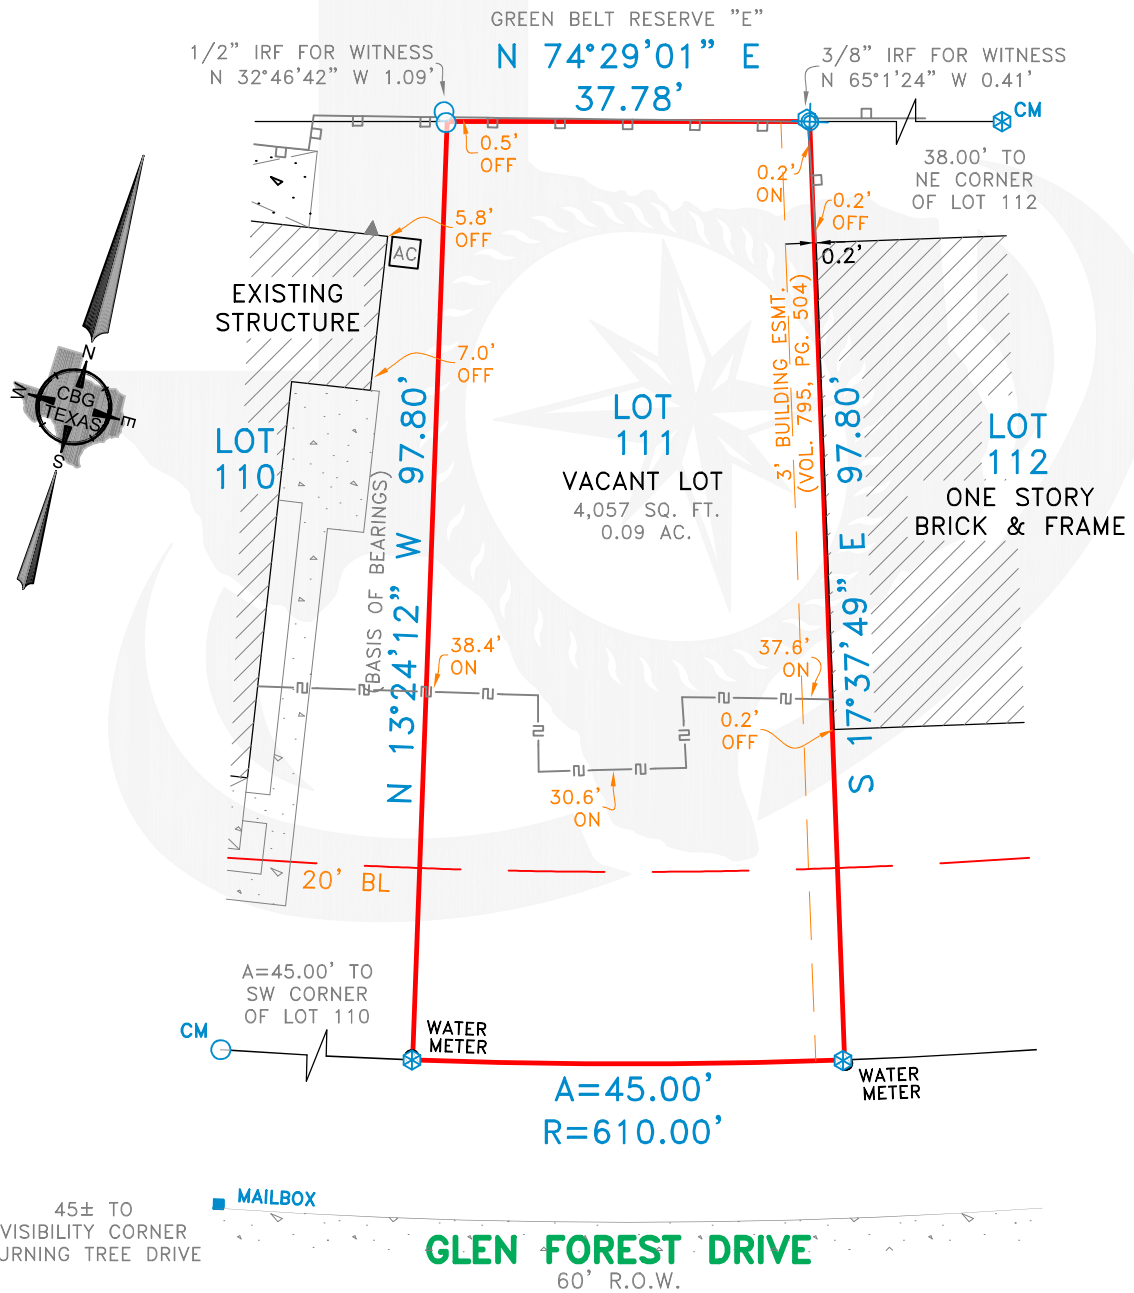 GREEN BELT RESERVE "E"
1/2" IRF FOR WITNESS
N 32°46'42" W 1.09'
N 74°29'01" E
37.78'
3/8" IRF FOR WITNESS
N 65°1'24" W 0.41'
CM
38.00' TO
NE CORNER
OF LOT 112
0.5'
OFF
0.2'
ON
0.2'
OFF
0.2'
5.8'
OFF
AC
EXISTING
STRUCTURE
7.0'
OFF
N
CBG
TEXAS
W
E
S
LOT
110
LOT
111
VACANT LOT
4,057 SQ. FT.
0.09 AC.
3' BUILDING ESMT.
(VOL. 795, PG. 504)
LOT
112
ONE STORY
BRICK & FRAME
N 13°24'12" W 97.80'
(BASIS OF BEARINGS)
S 17°37'49" E 97.80'
38.4'
ON
37.6'
ON
0.2'
OFF
30.6'
ON
20' BL
A=45.00' TO
SW CORNER
OF LOT 110
CM
WATER
METER
WATER
METER
A=45.00'
R=610.00'
MAILBOX
45± TO
VISIBILITY CORNER
URNING TREE DRIVE
GLEN FOREST DRIVE
60' R.O.W.